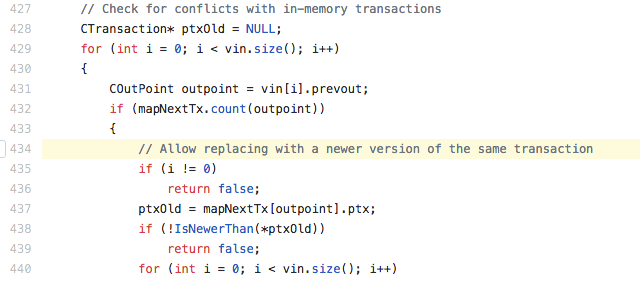 427 // Check for conflicts with in-memory transactions
428 CTransaction* ptxOld = NULL;
429 for (int i = 0; i < vin.size(); i++)
430 {
431 COutPoint outpoint = vin[i].prevout;
432 if (mapNextTx.count(outpoint))
433 {
434 // Allow replacing with a newer version of the same transaction
435 if (i != 0)
436 return false;
437 ptxOld = mapNextTx[outpoint].ptx;
438 if (!IsNewerThan(*ptxOld))
439 return false;
440 for (int i = 0; i < vin.size(); i++)